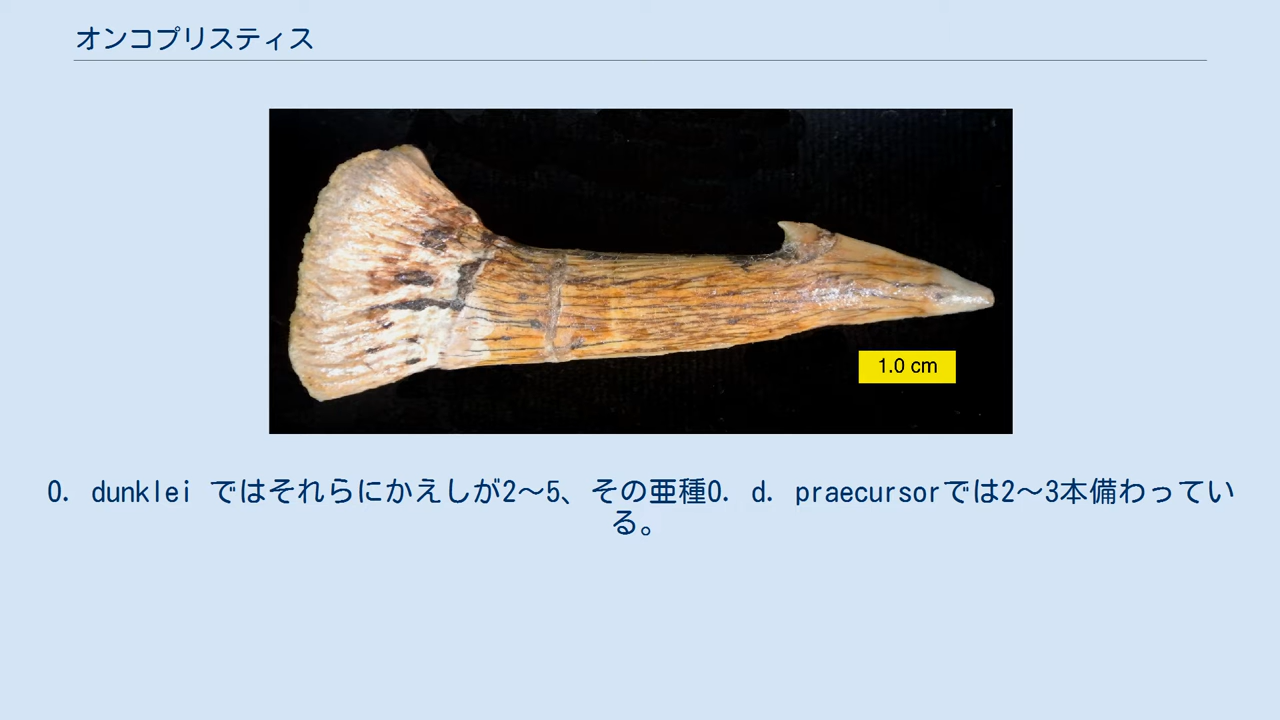 オンコプリスティス
1.0 cm
O. dunklei ではそれらにかえしが2～5、その亜種O. d. praecursorでは2～3本備わってい
る。